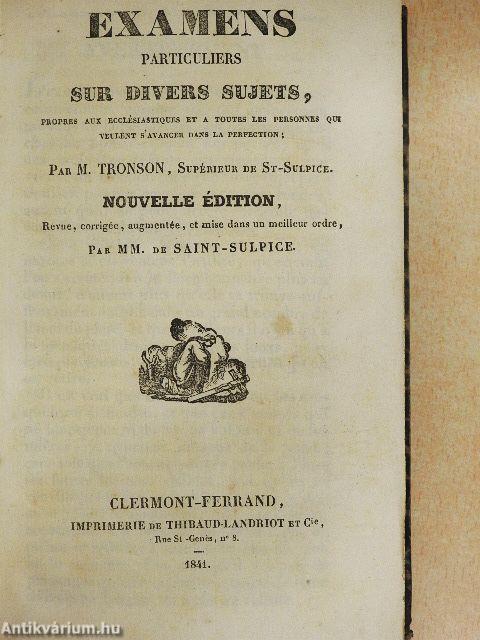 EXAMENS
PARTICULIERS
SUR DIVERS SUJETS,
PROPRES AUX ECCLÉSIASTIQUES ET A TOUTES LES PERSONNES QUI
VEULENT S'AVANCER DANS LA PERFECTION;
PAR M. TRONSON, SUPÉRIEUR DE ST-SULPICE.
NOUVELLE ÉDITION,
Revue, corrigée, augmentée, et mise dans un meilleur ordre,
PAR MM. DE SAINT-SULPICE.
CLERMONT-FERRAND,
IMPRIMERIE DE THIBAUD-LANDRIOT ET Cie,
Rue St-Genès, n° 8.
1841.
Antikvárium.hu